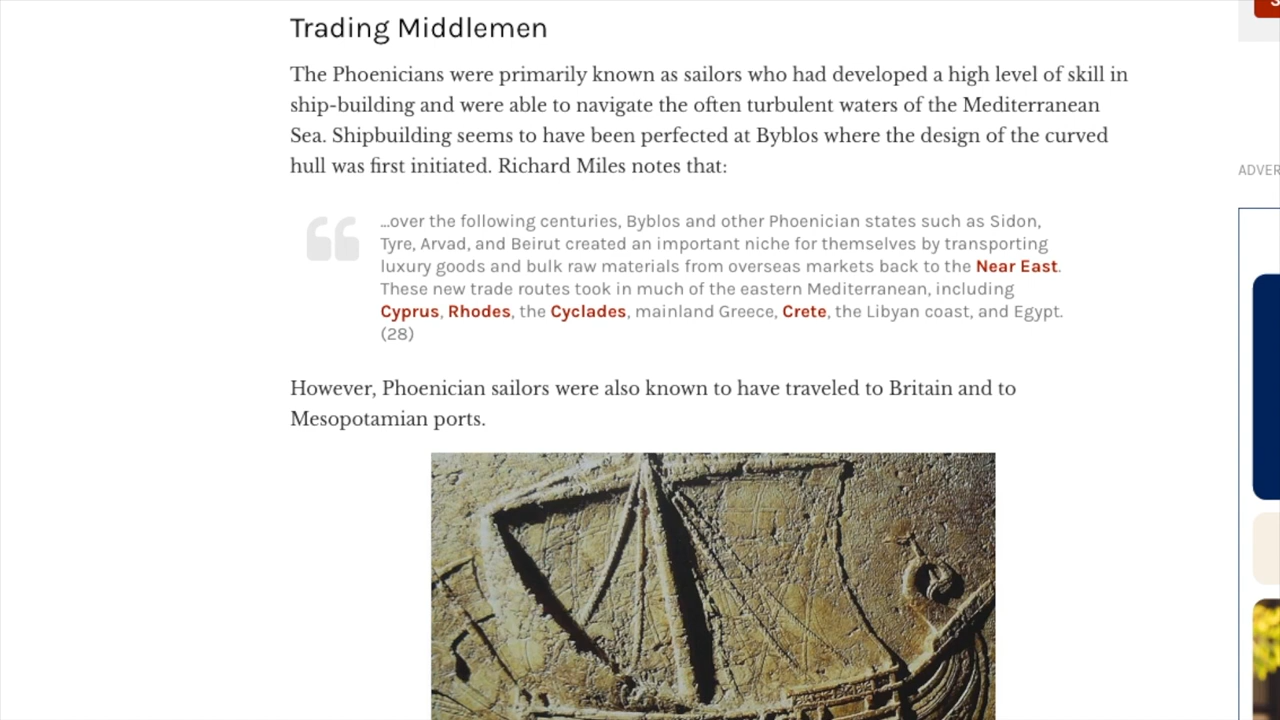 Trading Middlemen
The Phoenicians were primarily known as sailors who had developed a high level of skill in
ship-building and were able to navigate the often turbulent waters of the Mediterranean
Sea. Shipbuilding seems to have been perfected at Byblos where the design of the curved
hull was first initiated. Richard Miles notes that:
...over the following centuries, Byblos and other Phoenician states such as Sidon,
Tyre, Arvad, and Beirut created an important niche for themselves by transporting
luxury goods and bulk raw materials from overseas markets back to the Near East.
These new trade routes took in much of the eastern Mediterranean, including
Cyprus, Rhodes, the Cyclades, mainland Greece, Crete, the Libyan coast, and Egypt.
(28)
However, Phoenician sailors were also known to have traveled to Britain and to
Mesopotamian ports.
ADVER